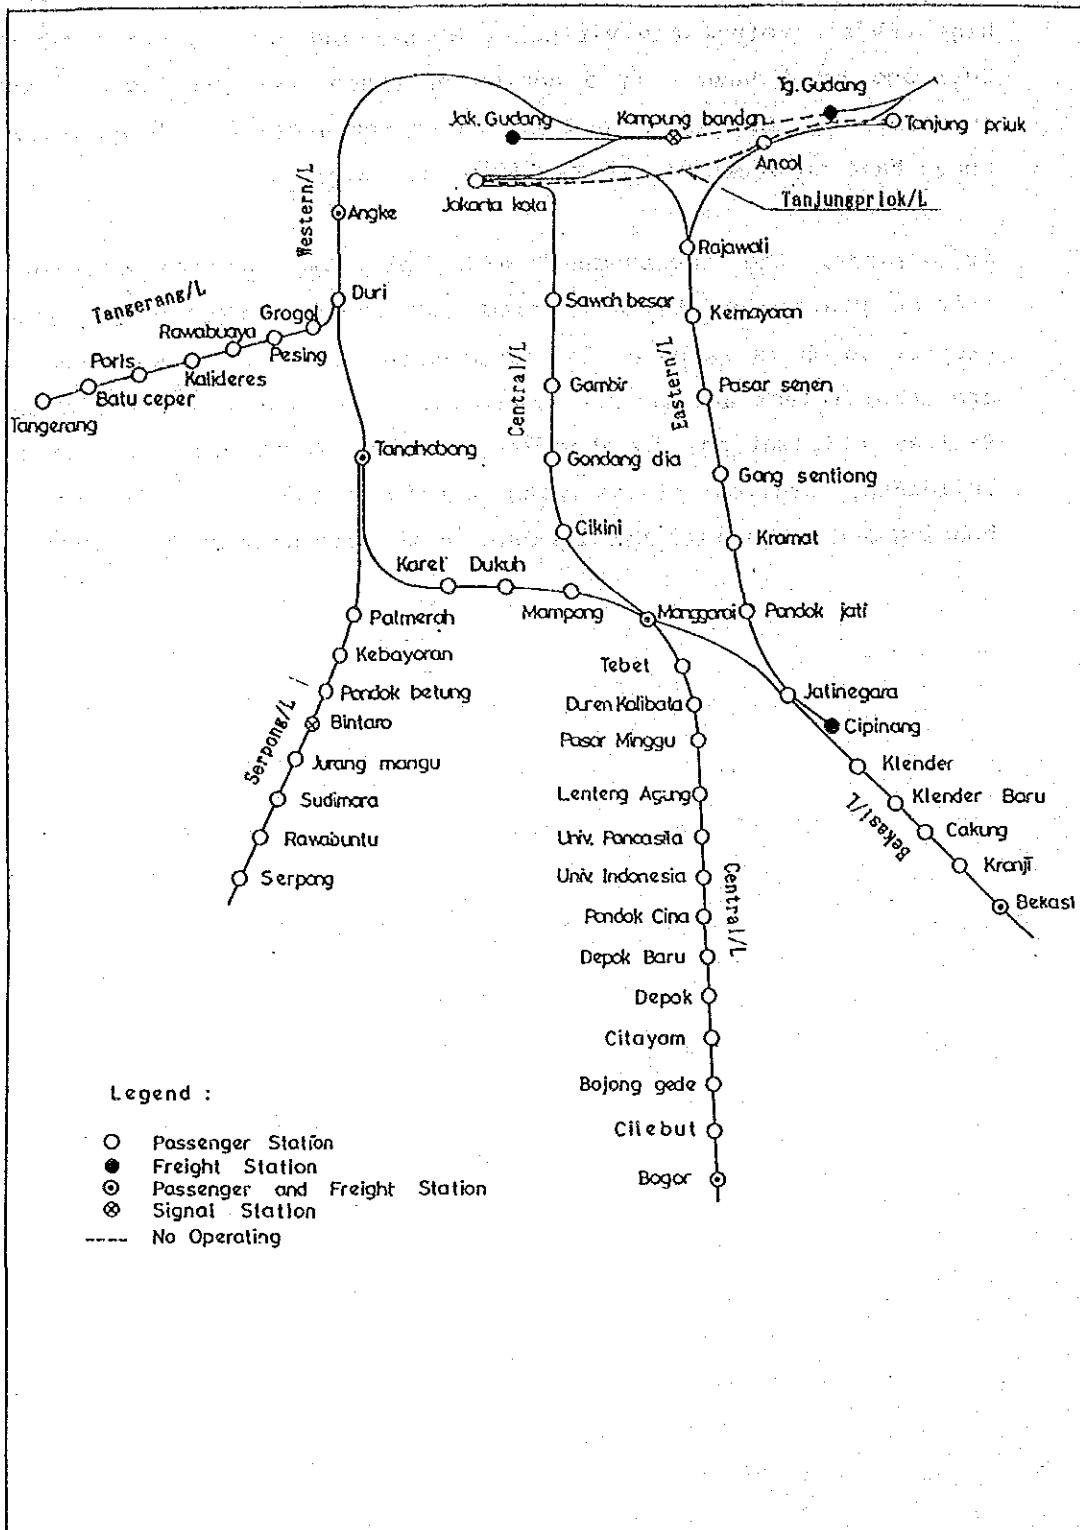 Tg. Gudang
Jak. Gudang
Kampung bandan
Tanjung priuk
Ancol
Jakarta kota
Tanjungpriok/L
Western/L
Angke
Rajawali
Tangerang/L
Duri
Grogol
Sawah besar
Kemayoran
Rawabuaya
Pesing
Poris
Kalideres
Batu ceper
Tangerang
Central/L
Gambir
Eastern/L
Pasar senen
Tanahabang
Gondang dia
Gang sentiong
Cikini
Kramat
Karet Dukuh
Mampang
Manggarai
Pondok jati
Palmerah
Kebayoran
Tebet
Jatinegara
Pondok betung
Duren Kalibata
Serpong/L
Bintaro
Cipinang
Pasar Minggu
Jurang mangu
Klender
Sudimara
Lenteng Agung
Klender Baru
Bekasi/L
Cakung
Rawabuntu
Univ. Pancasila
Kranji
Serpong
Univ. Indonesia
Central/L
Bekasi
Pondok Cina
Depok Baru
Depok
Citayam
Bojong gede
Cilebut
Bogor
Legend :
Passenger Station
Freight Station
Passenger and Freight Station
Signal Station
---- No Operating